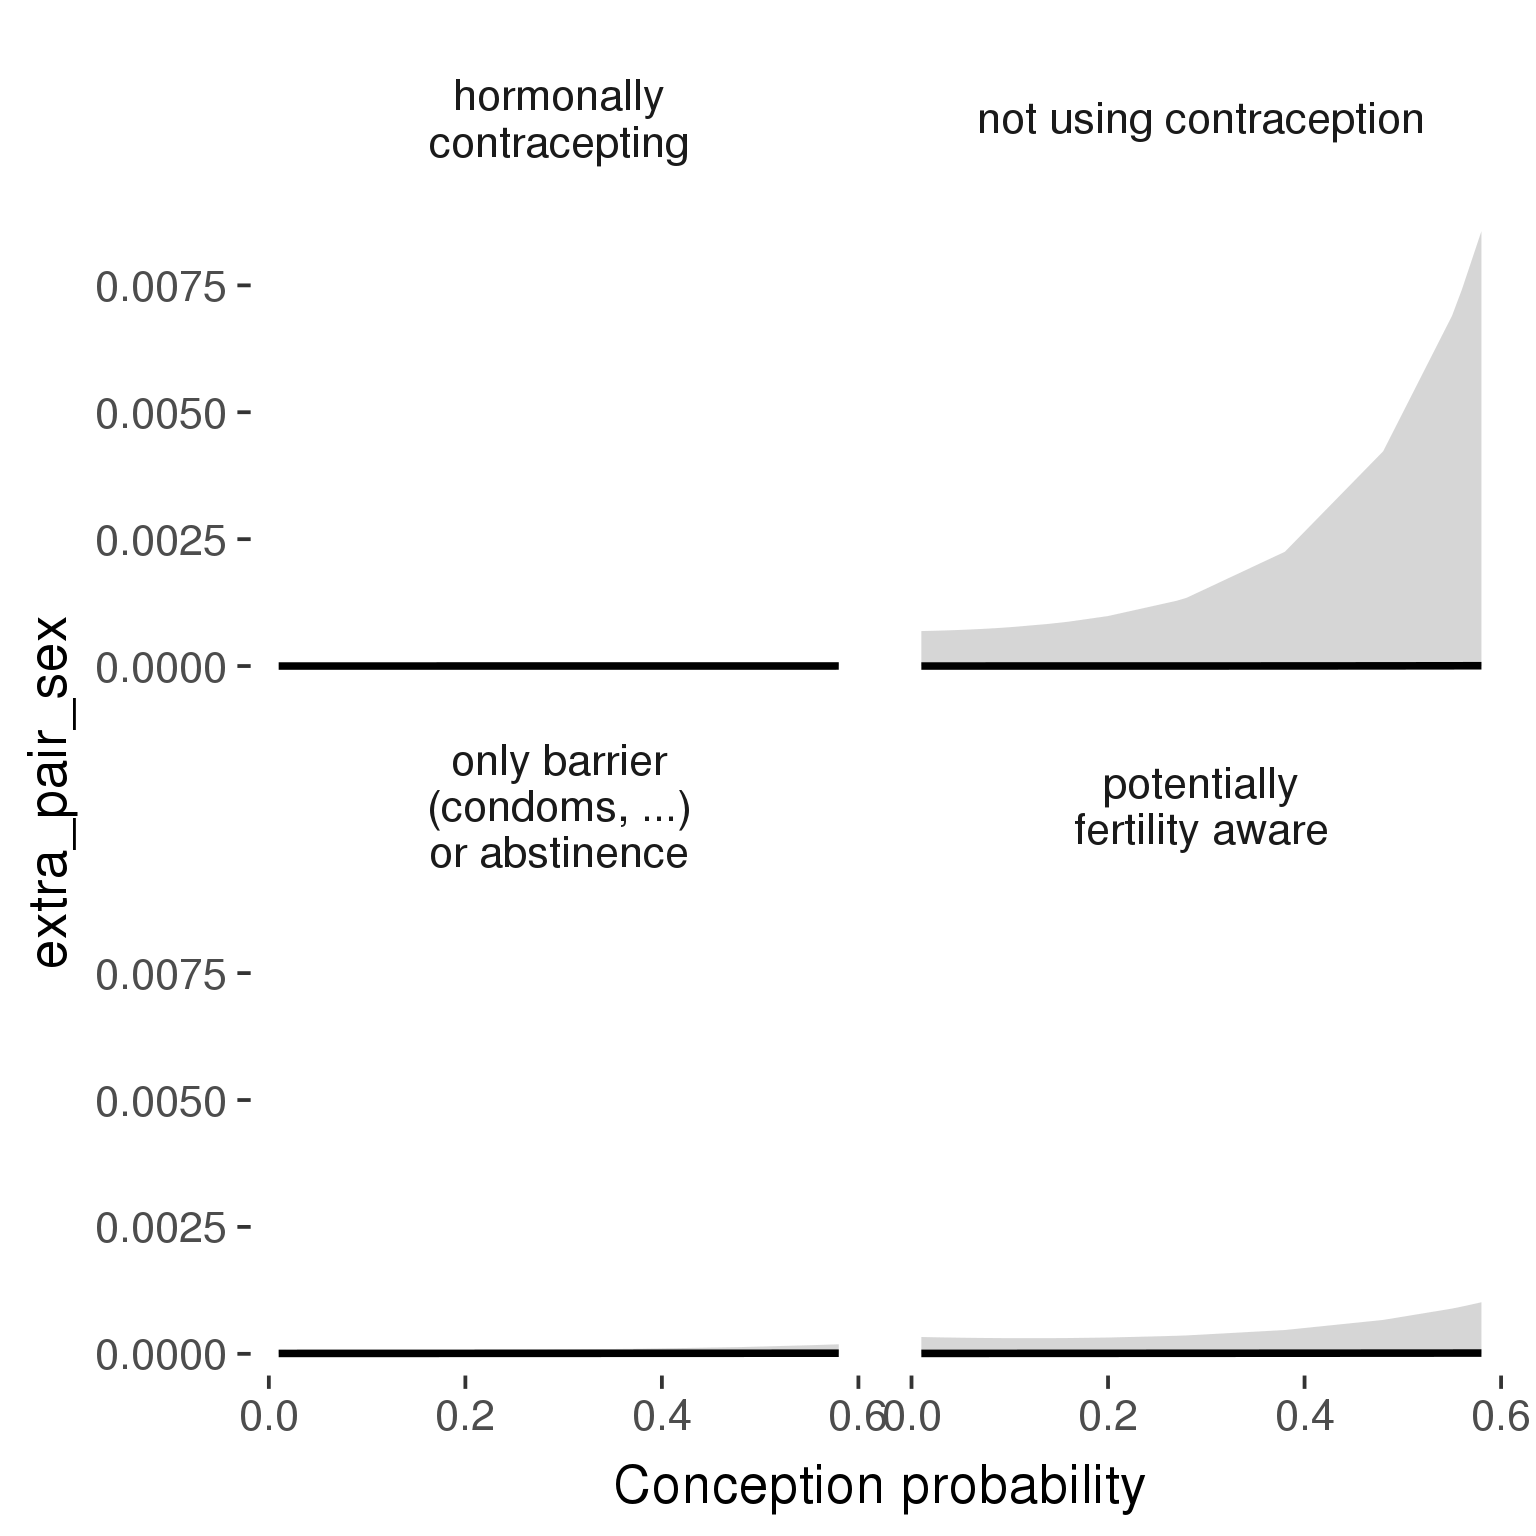 hormonally
contracepting
not using contraception
0.0075
0.0050
0.0025
0.0000
extra_pair_sex
only barrier
(condoms, ...)
or abstinence
potentially
fertility aware
0.0075
0.0050
0.0025
0.0000
0.0 0.2 0.4 0.6 0.0 0.2 0.4 0.6
Conception probability